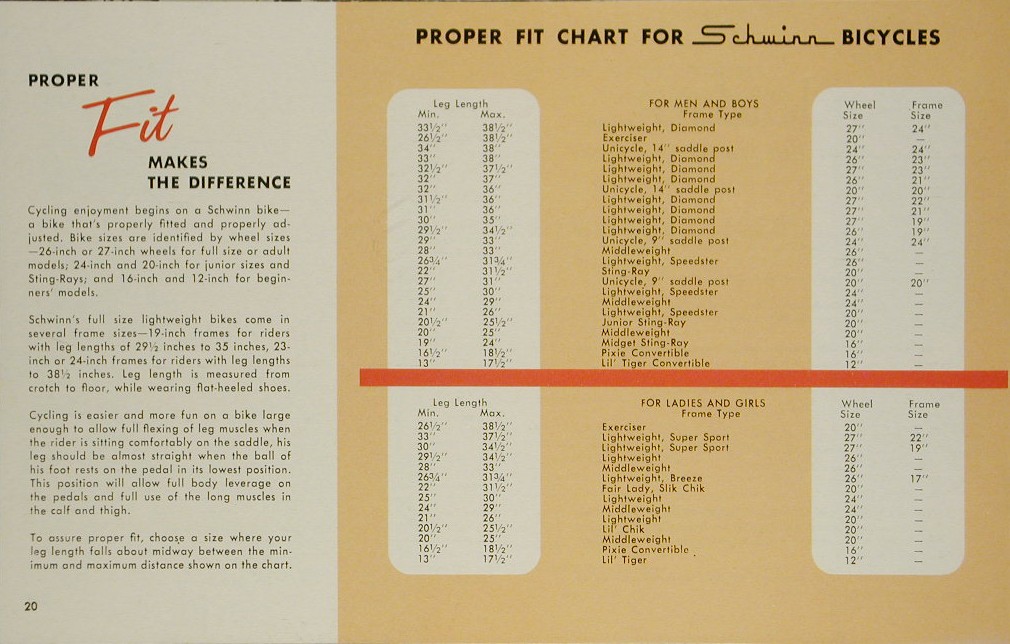 PROPER
Fit
MAKES
THE DIFFERENCE
Cycling enjoyment begins on a Schwinn bike—
a bike that's properly fitted and properly ad-
justed. Bike sizes are identified by wheel sizes
—26-inch or 27-inch wheels for full size or adult
models; 24-inch and 20-inch for junior sizes and
Sting-Rays; and 16-inch and 12-inch for begin-
ners' models.
Schwinn's full size lightweight bikes come in
several frame sizes—19-inch frames for riders
with leg lengths of 29½ inches to 35 inches, 23-
inch or 24-inch frames for riders with leg lengths
to 38½ inches. Leg length is measured from
crotch to floor, while wearing flat-heeled shoes.
Cycling is easier and more fun on a bike large
enough to allow full flexing of leg muscles when
the rider is sitting comfortably on the saddle, his
leg should be almost straight when the ball of
his foot rests on the pedal in its lowest position.
This position will allow full body leverage on
the pedals and full use of the long muscles in
the calf and thigh.
To assure proper fit, choose a size where your
leg length falls about midway between the min-
imum and maximum distance shown on the chart.
20
PROPER FIT CHART FOR Schwinn BICYCLES
Leg Length FOR MEN AND BOYS Wheel Frame
Min. Max. Frame Type Size Size
33½'' 38½'' Lightweight, Diamond 27'' 24''
26½'' 38½'' Exerciser 20'' —
34'' 38'' Unicycle, 14'' saddle post 24'' 24''
33'' 38'' Lightweight, Diamond 26'' 23''
32½'' 37½'' Lightweight, Diamond 27'' 23''
32'' 37'' Lightweight, Diamond 26'' 21''
32'' 36'' Unicycle, 14'' saddle post 20'' 20''
31½'' 36'' Lightweight, Diamond 27'' 22''
31'' 36'' Lightweight, Diamond 27'' 21''
30'' 35'' Lightweight, Diamond 27'' 19''
29½'' 34½'' Lightweight, Diamond 26'' 19''
29'' 33'' Unicycle, 9'' saddle post 24'' 24''
28'' 33'' Middleweight 26'' —
26¾'' 31¾'' Lightweight, Speedster 26'' —
22'' 31½'' Sting-Ray 20'' —
27'' 31'' Unicycle, 9'' saddle post 20'' 20''
25'' 30'' Lightweight, Speedster 24'' —
24'' 29'' Middleweight 24'' —
21'' 26'' Lightweight, Speedster 20'' —
20½'' 25½'' Junior Sting-Ray 20'' —
20'' 25'' Middleweight 20'' —
19'' 24'' Midget Sting-Ray 16'' —
16½'' 18½'' Pixie Convertible 16'' —
13'' 17½'' Lil' Tiger Convertible 12'' —
Leg Length FOR LADIES AND GIRLS Wheel Frame
Min. Max. Frame Type Size Size
26½'' 38½'' Exerciser 20'' —
33'' 37½'' Lightweight, Super Sport 27'' 22''
30'' 34½'' Lightweight, Super Sport 27'' 19''
29½'' 34½'' Lightweight 26'' —
28'' 33'' Middleweight 26'' —
26¾'' 31¾'' Lightweight, Breeze 26'' 17''
22'' 31½'' Fair Lady, Slik Chik 20'' —
25'' 30'' Lightweight 24'' —
24'' 29'' Middleweight 24'' —
21'' 26'' Lightweight 20'' —
20½'' 25½'' Lil' Chik 20'' —
20'' 25'' Middleweight 20'' —
16½'' 18½'' Pixie Convertible 16'' —
13'' 17½'' Lil' Tiger 12'' —